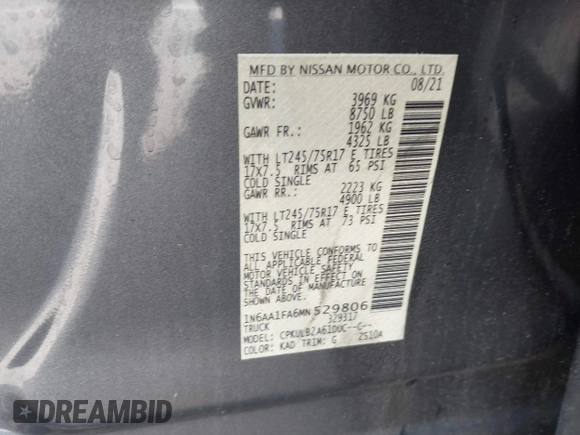 MFD BY NISSAN MOTOR CO., LTD.
DATE: 08/21
GVWR: 3969 KG
8750 LB
GAWR FR.: 1962 KG
4325 LB
WITH LT245/75R17 E TIRES
17X7.5 RIMS AT 65 PSI
COLD SINGLE
GAWR RR.: 2223 KG
4900 LB
WITH LT245/75R17 E TIRES
17X7.5 RIMS AT 73 PSI
COLD SINGLE
THIS VEHICLE CONFORMS TO
ALL APPLICABLE FEDERAL
MOTOR VEHICLE SAFETY
STANDARDS IN EFFECT ON
THE DATE OF MANUFACTURE
SHOWN ABOVE.
1N6AA1FA6MN529806
TRUCK 329317
MODEL: CPKULBZA61DUC--C--
COLOR: KAD TRIM: G ZS10A
DREAMBID